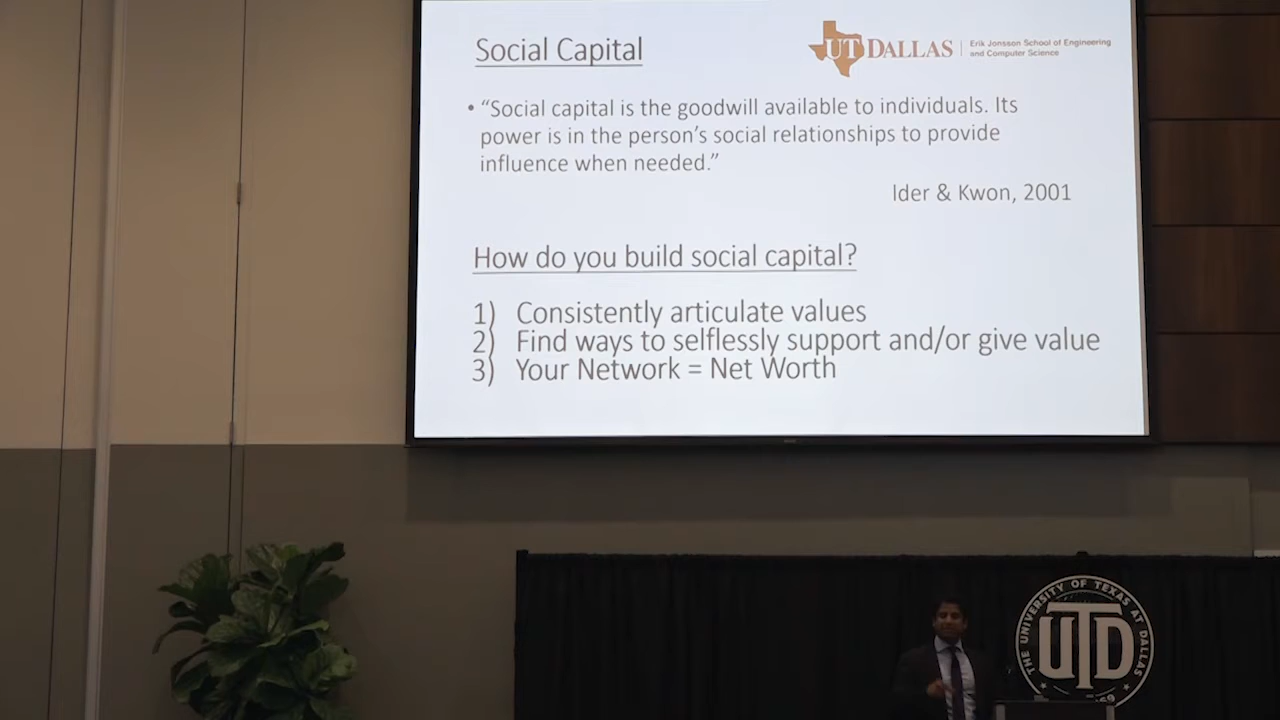 Social Capital
UT DALLAS
Erik Jonsson School of Engineering
and Computer Science
• “Social capital is the goodwill available to individuals. Its
power is in the person’s social relationships to provide
influence when needed.”
Ider & Kwon, 2001
How do you build social capital?
1) Consistently articulate values
2) Find ways to selflessly support and/or give value
3) Your Network = Net Worth
THE UNIVERSITY OF TEXAS AT DALLAS
UTD
69